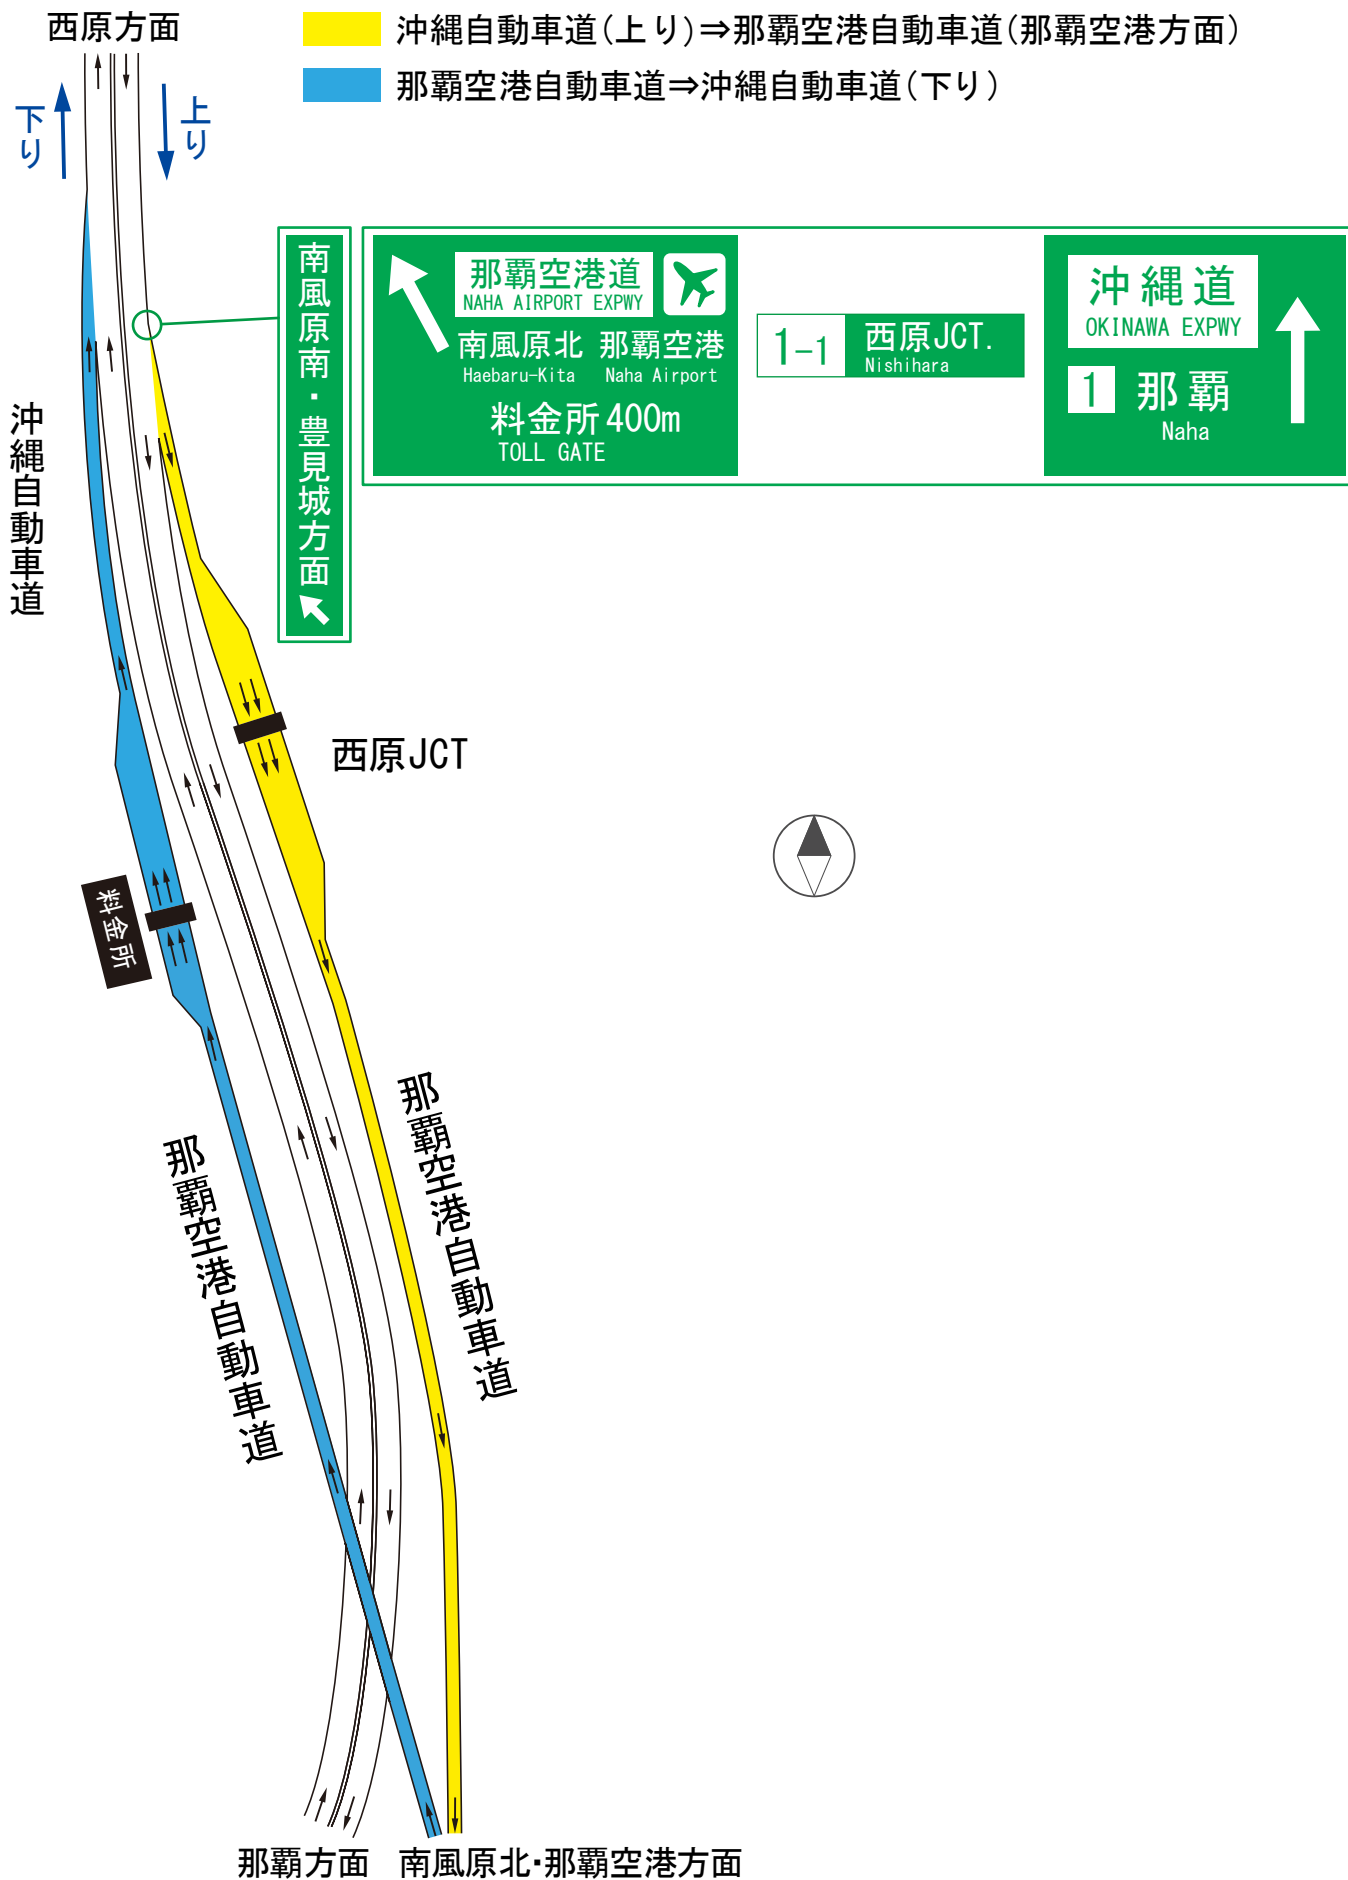 西原方面
沖縄自動車道(上り)⇒那覇空港自動車道(那覇空港方面)
那覇空港自動車道⇒沖縄自動車道(下り)
下り
上り
南風原南・豊見城方面
那覇空港道
NAHA AIRPORT EXPWY
南風原北 那覇空港
Haebaru-Kita Naha Airport
料金所400m
TOLL GATE
1-1 西原JCT.
Nishihara
沖縄道
OKINAWA EXPWY
1 那覇
Naha
沖縄自動車道
西原JCT
料金所
那覇空港自動車道
那覇空港自動車道
那覇方面
南風原北・那覇空港方面